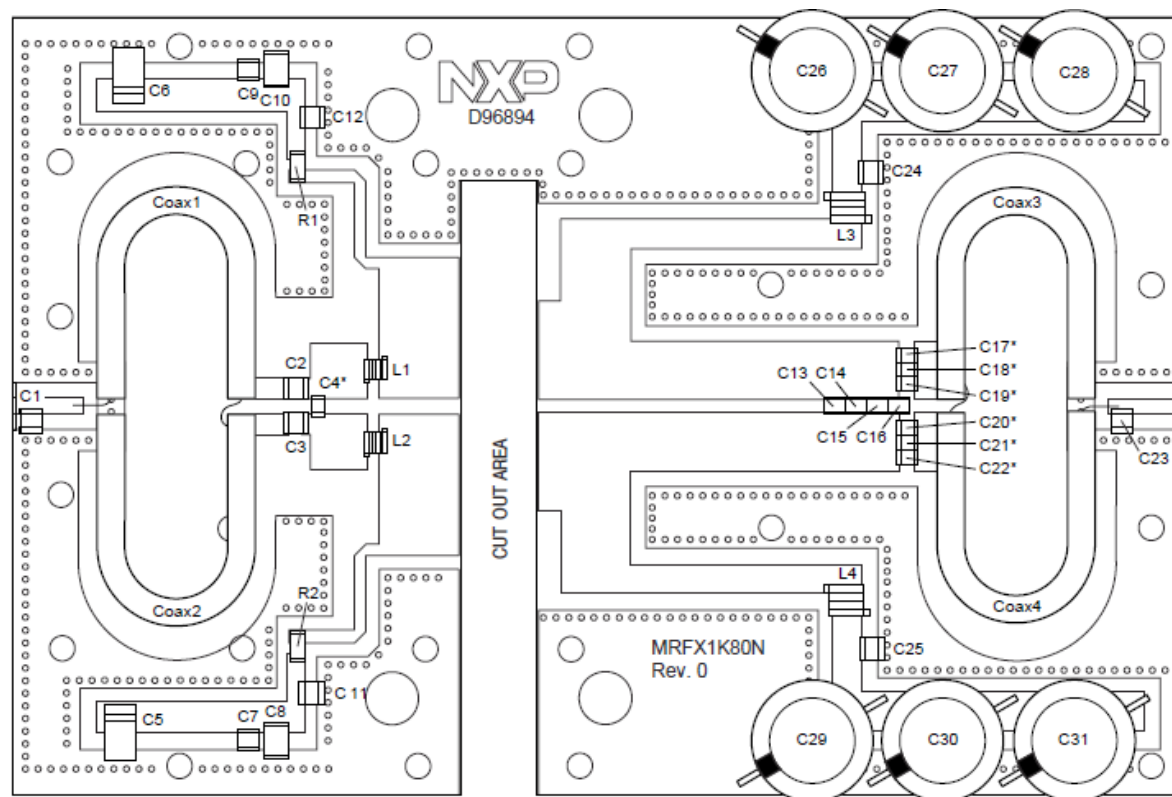 C26
C27
C28
C6
C9
C10
NXP
D96894
C12
C24
Coax1
R1
Coax3
L3
C17*
C18*
C19*
C2
C4*
L1
C1
C13
C14
C15
C16
C20*
C21*
C22*
C3
L2
C23
CUT OUT AREA
R2
L4
Coax2
Coax4
MRFX1K80N
Rev. 0
C25
C 11
C5
C7
C8
C29
C30
C31